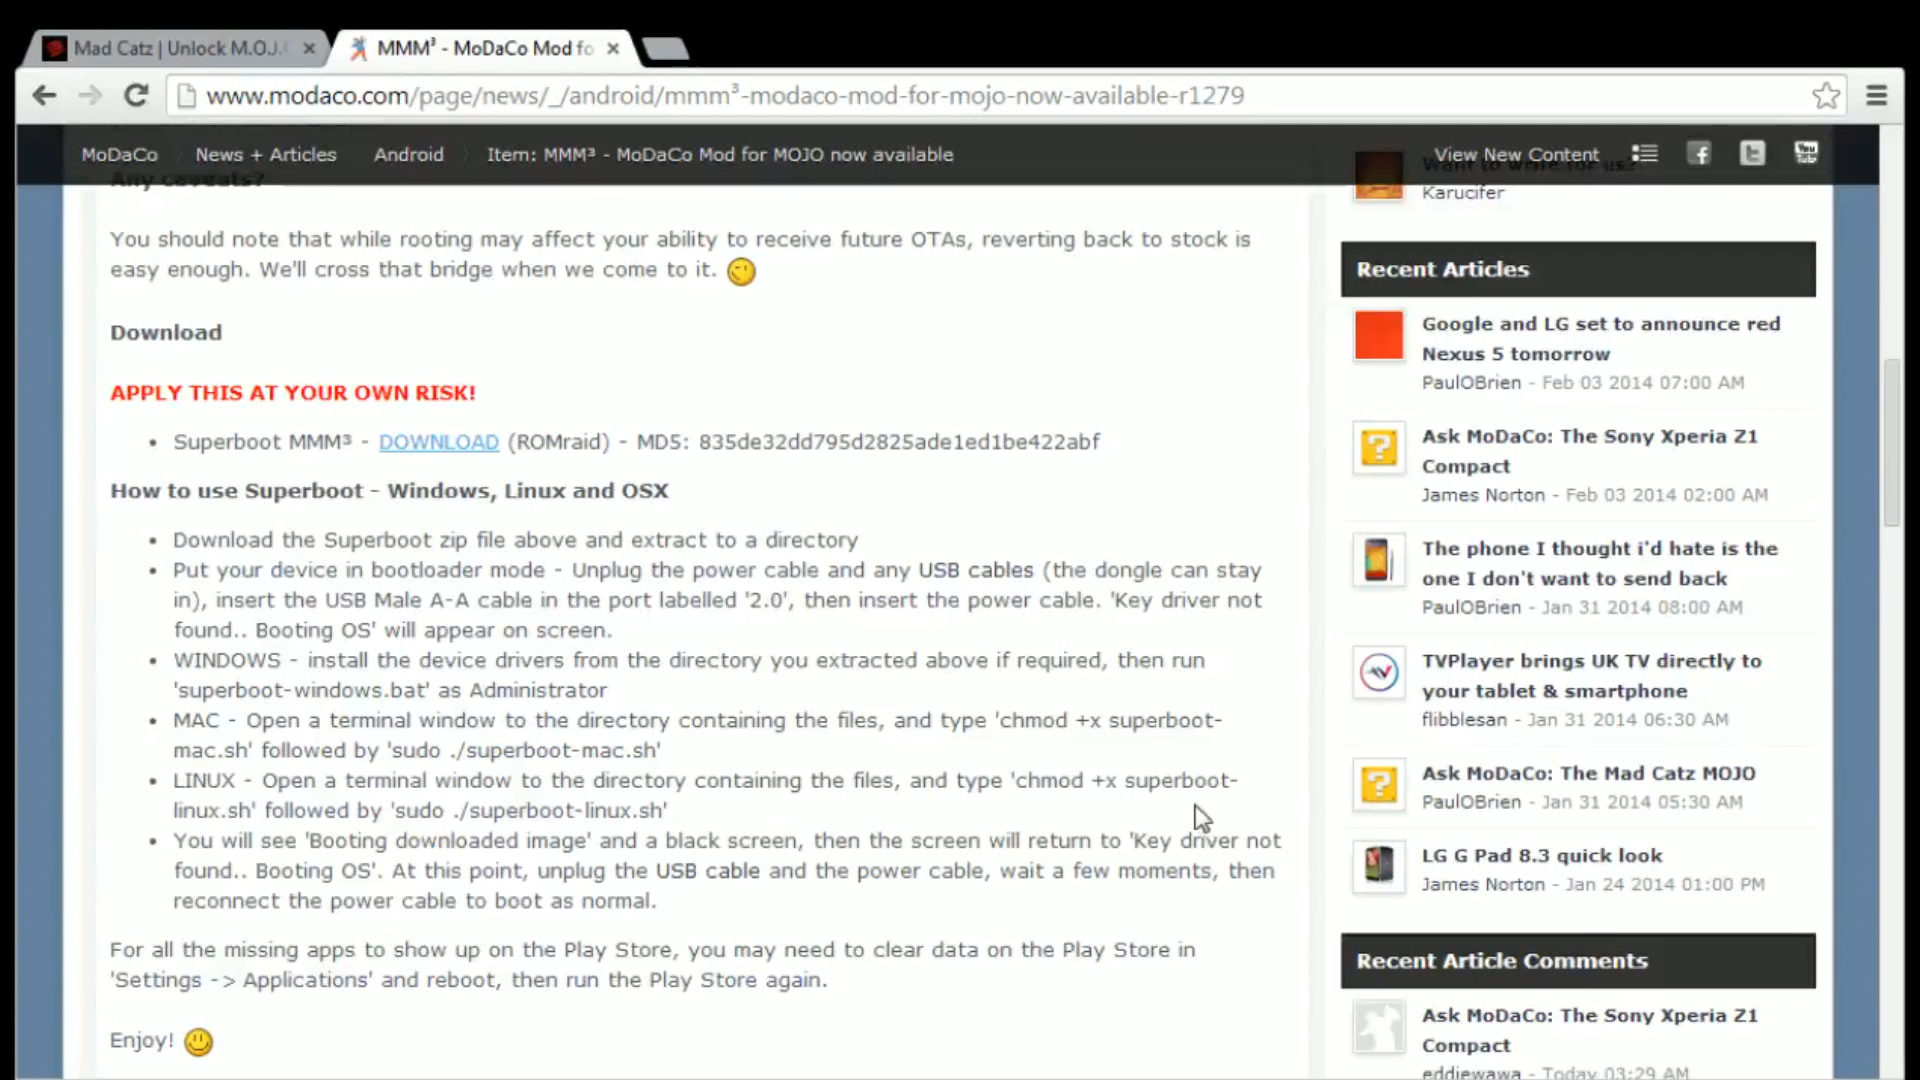 Mad Catz | Unlock M.O.J.
MMM³ - MoDaCo Mod fo
www.modaco.com/page/news/_/android/mmm³-modaco-mod-for-mojo-now-available-r1279
MoDaCo
News + Articles
Android
Item: MMM³ - MoDaCo Mod for MOJO now available
View New Content
You Tube
Any caveats?
You should note that while rooting may affect your ability to receive future OTAs, reverting back to stock is
easy enough. We'll cross that bridge when we come to it.
Download
APPLY THIS AT YOUR OWN RISK!
• Superboot MMM³ - DOWNLOAD (ROMraid) - MD5: 835de32dd795d2825ade1ed1be422abf
How to use Superboot - Windows, Linux and OSX
• Download the Superboot zip file above and extract to a directory
• Put your device in bootloader mode - Unplug the power cable and any USB cables (the dongle can stay
in), insert the USB Male A-A cable in the port labelled '2.0', then insert the power cable. 'Key driver not
found.. Booting OS' will appear on screen.
• WINDOWS - install the device drivers from the directory you extracted above if required, then run
'superboot-windows.bat' as Administrator
• MAC - Open a terminal window to the directory containing the files, and type 'chmod +x superboot-
mac.sh' followed by 'sudo ./superboot-mac.sh'
• LINUX - Open a terminal window to the directory containing the files, and type 'chmod +x superboot-
linux.sh' followed by 'sudo ./superboot-linux.sh'
• You will see 'Booting downloaded image' and a black screen, then the screen will return to 'Key driver not
found.. Booting OS'. At this point, unplug the USB cable and the power cable, wait a few moments, then
reconnect the power cable to boot as normal.
For all the missing apps to show up on the Play Store, you may need to clear data on the Play Store in
'Settings -> Applications' and reboot, then run the Play Store again.
Enjoy!
Want to write for us?
Karucifer
Recent Articles
Google and LG set to announce red
Nexus 5 tomorrow
PaulOBrien - Feb 03 2014 07:00 AM
Ask MoDaCo: The Sony Xperia Z1
Compact
James Norton - Feb 03 2014 02:00 AM
The phone I thought i'd hate is the
one I don't want to send back
PaulOBrien - Jan 31 2014 08:00 AM
TVPlayer brings UK TV directly to
your tablet & smartphone
flibblesan - Jan 31 2014 06:30 AM
Ask MoDaCo: The Mad Catz MOJO
PaulOBrien - Jan 31 2014 05:30 AM
LG G Pad 8.3 quick look
James Norton - Jan 24 2014 01:00 PM
Recent Article Comments
Ask MoDaCo: The Sony Xperia Z1
Compact
eddiewawa - Today 03:29 AM